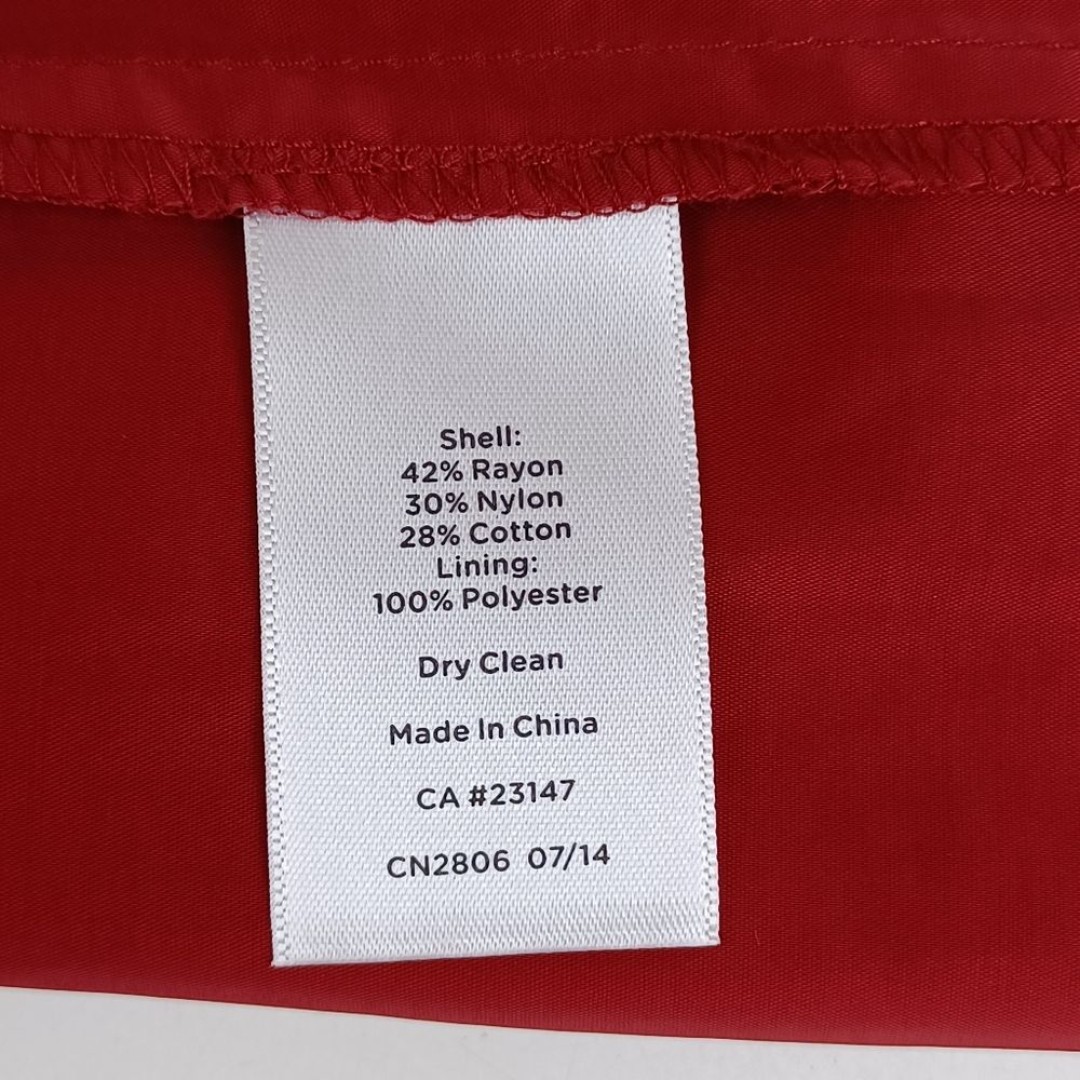 Shell:
42% Rayon
30% Nylon
28% Cotton
Lining:
100% Polyester
Dry Clean
Made In China
CA #23147
CN2806 07/14